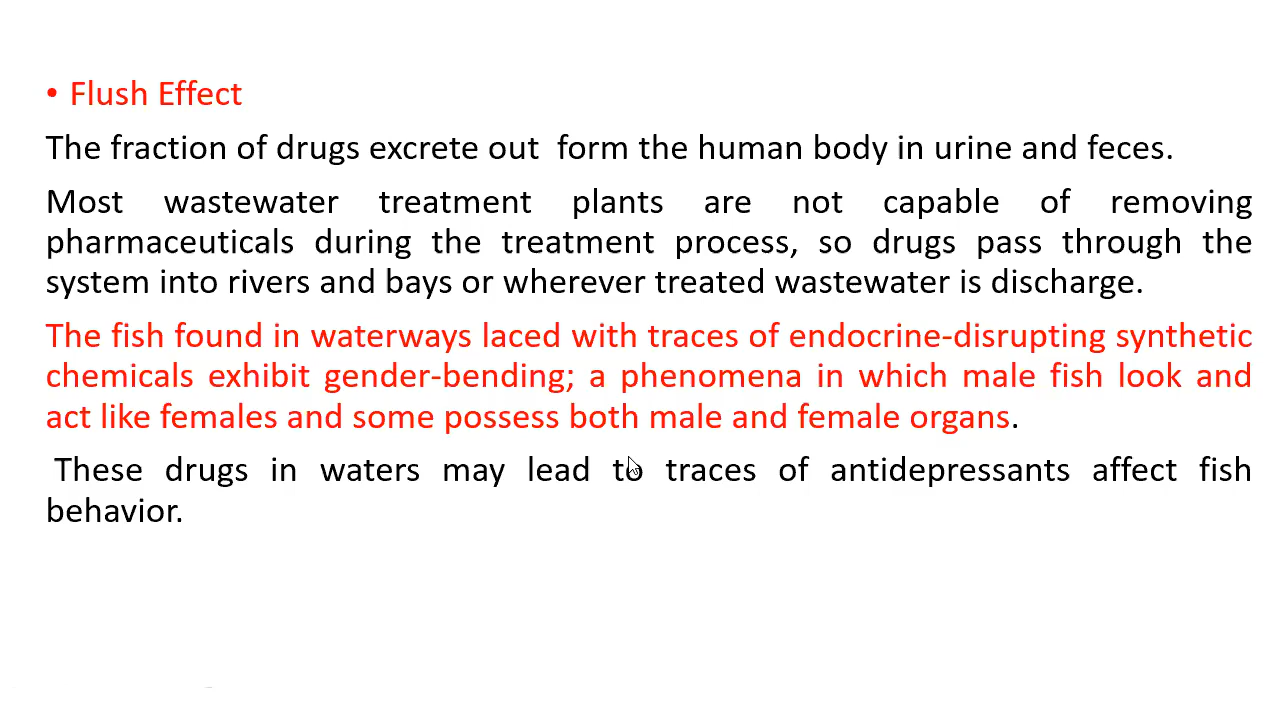 • Flush Effect
The fraction of drugs excrete out form the human body in urine and feces.
Most wastewater treatment plants are not capable of removing
pharmaceuticals during the treatment process, so drugs pass through the
system into rivers and bays or wherever treated wastewater is discharge.
The fish found in waterways laced with traces of endocrine-disrupting synthetic
chemicals exhibit gender-bending; a phenomena in which male fish look and
act like females and some possess both male and female organs.
These drugs in waters may lead to traces of antidepressants affect fish
behavior.